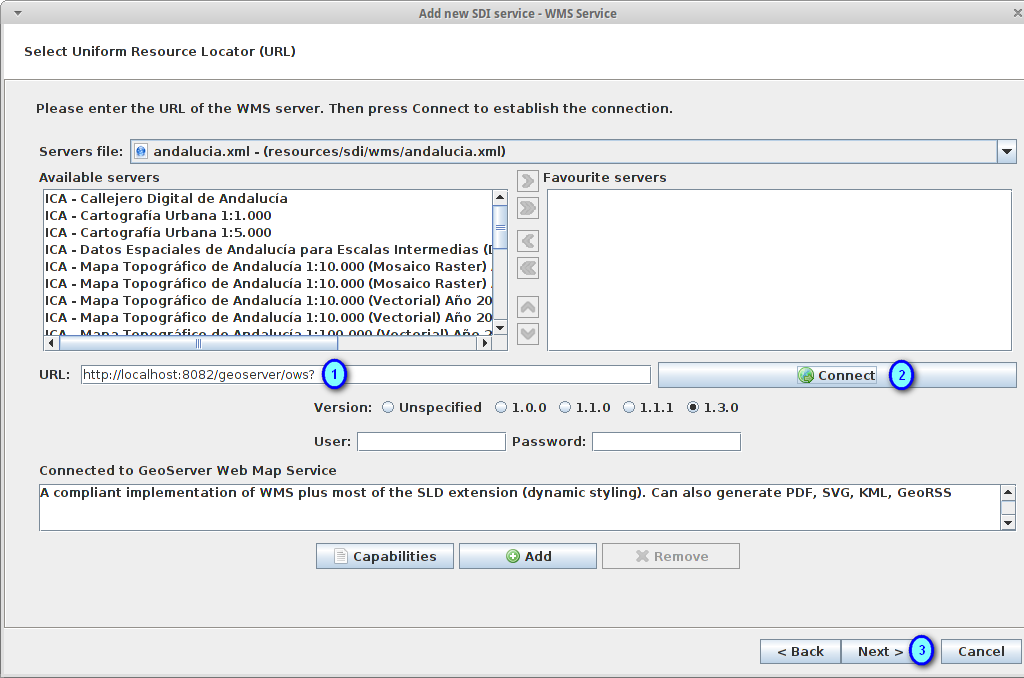 Add new SDI service - WMS Service
Select Uniform Resource Locator (URL)
Please enter the URL of the WMS server. Then press Connect to establish the connection.
Servers file: andalucia.xml - (resources/sdi/wms/andalucia.xml)
Available servers
Favourite servers
ICA - Callejero Digital de Andalucía
ICA - Cartografía Urbana 1:1.000
ICA - Cartografía Urbana 1:5.000
ICA - Datos Espaciales de Andalucía para Escalas Intermedias (
ICA - Mapa Topográfico de Andalucía 1:10.000 (Mosaico Raster)
ICA - Mapa Topográfico de Andalucía 1:10.000 (Mosaico Raster)
ICA - Mapa Topográfico de Andalucía 1:10.000 (Vectorial) Año 20
ICA - Mapa Topográfico de Andalucía 1:10.000 (Vectorial) Año 20
ICA - Mapa Topográfico de Andalucía 1:100.000 (Vectorial) Año 2
URL: http://localhost:8082/geoserver/ows? 1 Connect 2
Version: Unspecified 1.0.0 1.1.0 1.1.1 1.3.0
User: Password:
Connected to GeoServer Web Map Service
A compliant implementation of WMS plus most of the SLD extension (dynamic styling). Can also generate PDF, SVG, KML, GeoRSS
Capabilities Add Remove
< Back Next > 3 Cancel